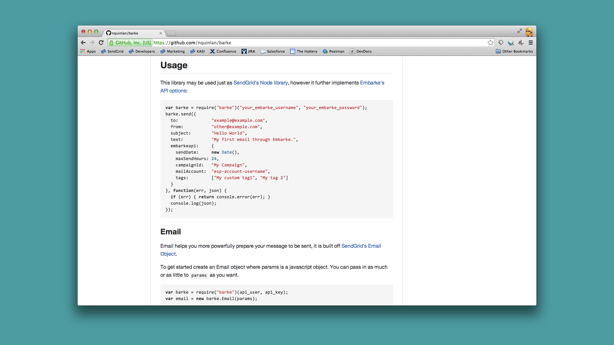 nquinlan/barke
GitHub, Inc. [US] https://github.com/nquinlan/barke
Apps SendGrid Developers Marketing KAD Confluence JIRA Salesforce The Hattery Postman DevDocs Other Bookmarks
Usage
This library may be used just as SendGrid's Node library, however it further implements Embarke's
API options:
var barke = require("barke")("your_embarke_username", "your_embarke_password");
barke.send({
to: "example@example.com",
from: "other@example.com",
subject: "Hello World",
text: "My first email through Embarke.",
embarkeapi: {
sendDate: new Date(),
maxSendHours: 24,
campaignId: "My Campaign",
mailAccount: "esp-account-username",
tags: ["My custom tag1", "My tag 2"]
}
}, function(err, json) {
if (err) { return console.error(err); }
console.log(json);
});
Email
Email helps you more powerfully prepare your message to be sent, it is built off SendGrid's Email
Object.
To get started create an Email object where params is a javascript object. You can pass in as much
or as little to params as you want.
var barke = require("barke")(api_user, api_key);
var email = new barke.Email(params);